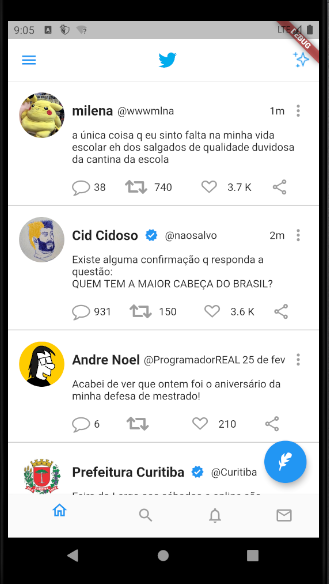 9:05 LTE
DEBUG
milena @wwwmlna 1m
a única coisa q eu sinto falta na minha vida
escolar eh dos salgados de qualidade duvidosa
da cantina da escola
38 740 3.7 K
Cid Cidoso @naosalvo 2m
Existe alguma confirmação q responda a
questão:
QUEM TEM A MAIOR CABEÇA DO BRASIL?
931 150 3.6 K
Andre Noel @ProgramadorREAL 25 de fev
Acabei de ver que ontem foi o aniversário da
minha defesa de mestrado!
6 210
Prefeitura Curitiba @Curitiba